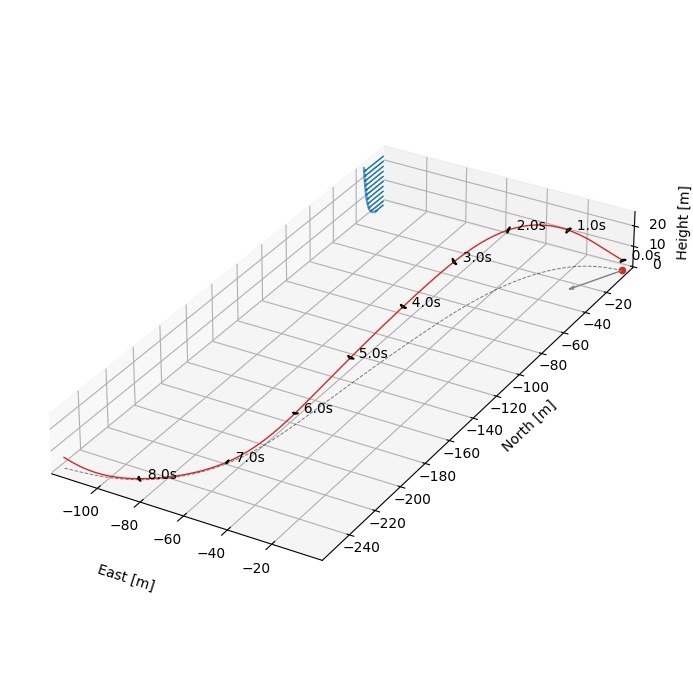 20
10
0
Height [m]
0.0s
1.0s
2.0s
3.0s
4.0s
5.0s
6.0s
7.0s
8.0s
−20
−40
−60
−80
−100
−120
−140
−160
−180
−200
−220
−240
North [m]
−100
−80
−60
−40
−20
East [m]